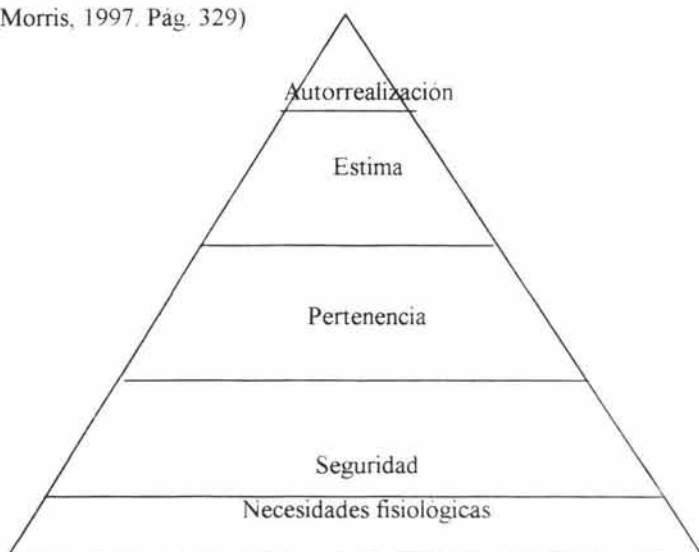 Morris, 1997. Pág. 329)
Autorrealización
Estima
Pertenencia
Seguridad
Necesidades fisiológicas